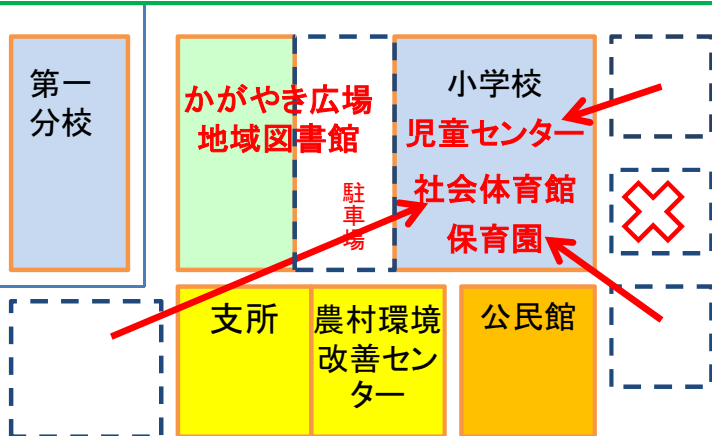 第一
分校
かがやき広場
地域図書館
駐車場
小学校
児童センター
社会体育館
保育園
支所
農村環境
改善セン
ター
公民館